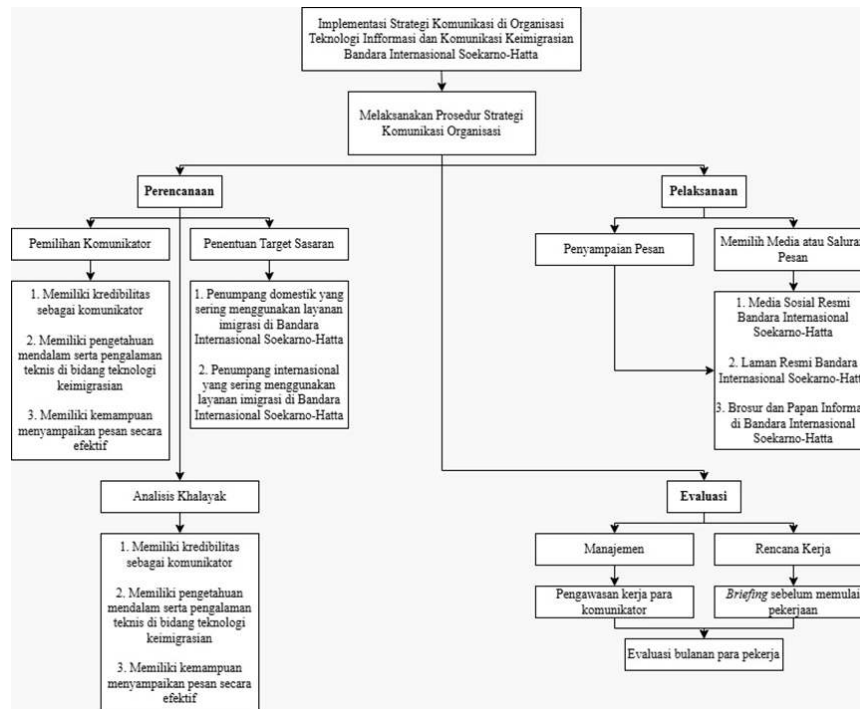 Implementasi Strategi Komunikasi di Organisasi
Teknologi Infformasi dan Komunikasi Keimigrasian
Bandara Internasional Soekarno-Hatta
Melaksanakan Prosedur Strategi
Komunikasi Organisasi
Perencanaan
Pemilihan Komunikator
1. Memiliki kredibilitas
sebagai komunikator
2. Memiliki pengetahuan
mendalam serta pengalaman
teknis di bidang teknologi
keimigrasian
3. Memiliki kemampuan
menyampaikan pesan secara
efektif
Penentuan Target Sasaran
1. Penumpang domestik yang
sering menggunakan layanan
imigrasi di Bandara
Internasional Soekarno-Hatta
2. Penumpang internasional
yang sering menggunakan
layanan imigrasi di Bandara
Internasional Soekarno-Hatta
Analisis Khalayak
1. Memiliki kredibilitas
sebagai komunikator
2. Memiliki pengetahuan
mendalam serta pengalaman
teknis di bidang teknologi
keimigrasian
3. Memiliki kemampuan
menyampaikan pesan secara
efektif
Pelaksanaan
Penyampaian Pesan
Memilih Media atau Salura
Pesan
1. Media Sosial Resmi
Bandara Internasional
Soekarno-Hatta
2. Laman Resmi Bandara
Internasional Soekarno-Hatt
3. Brosur dan Papan Informa
di Bandara Internasional
Soekarno-Hatta
Evaluasi
Manajemen
Pengawasan kerja para
komunikator
Rencana Kerja
Briefing sebelum memulai
pekerjaan
Evaluasi bulanan para pekerja